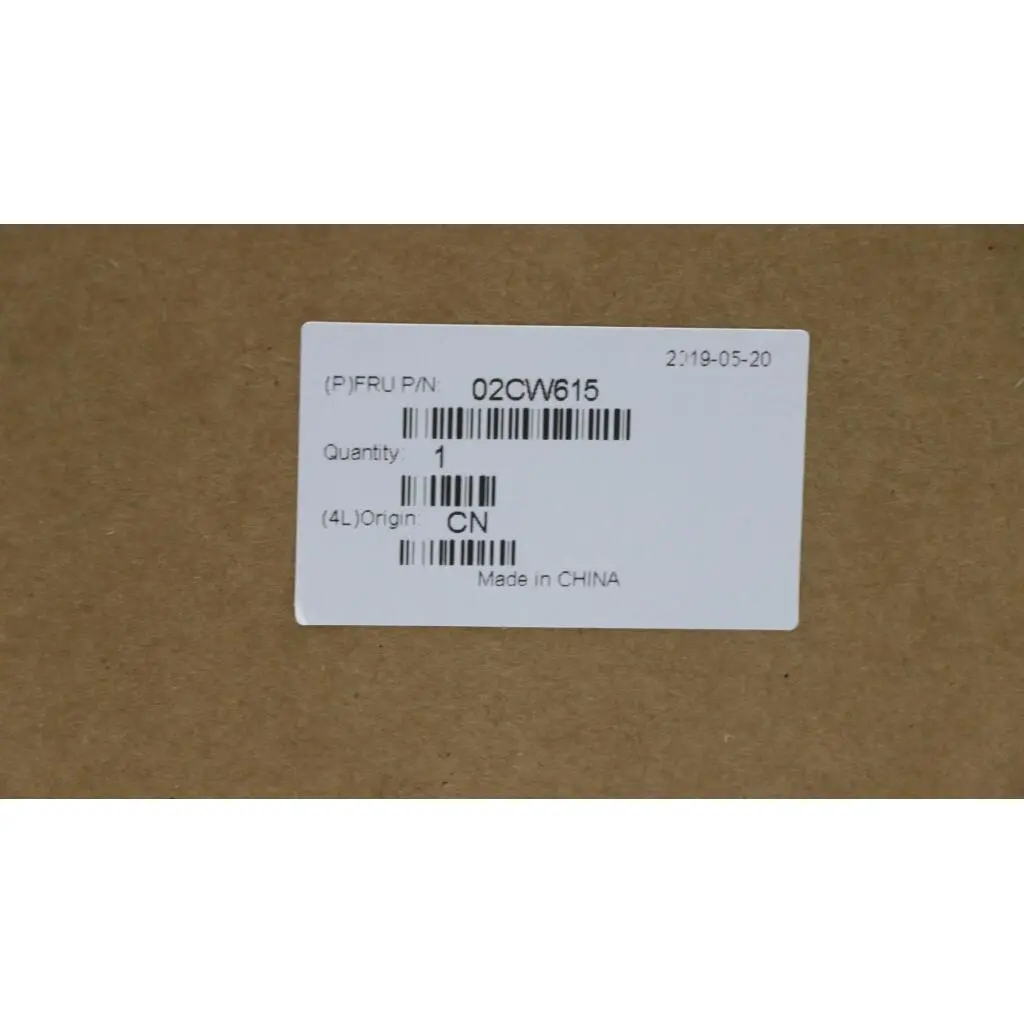 2019-05-20
(P)FRU P/N: 02CW615
Quantity: 1
(4L)Origin: CN
Made in CHINA